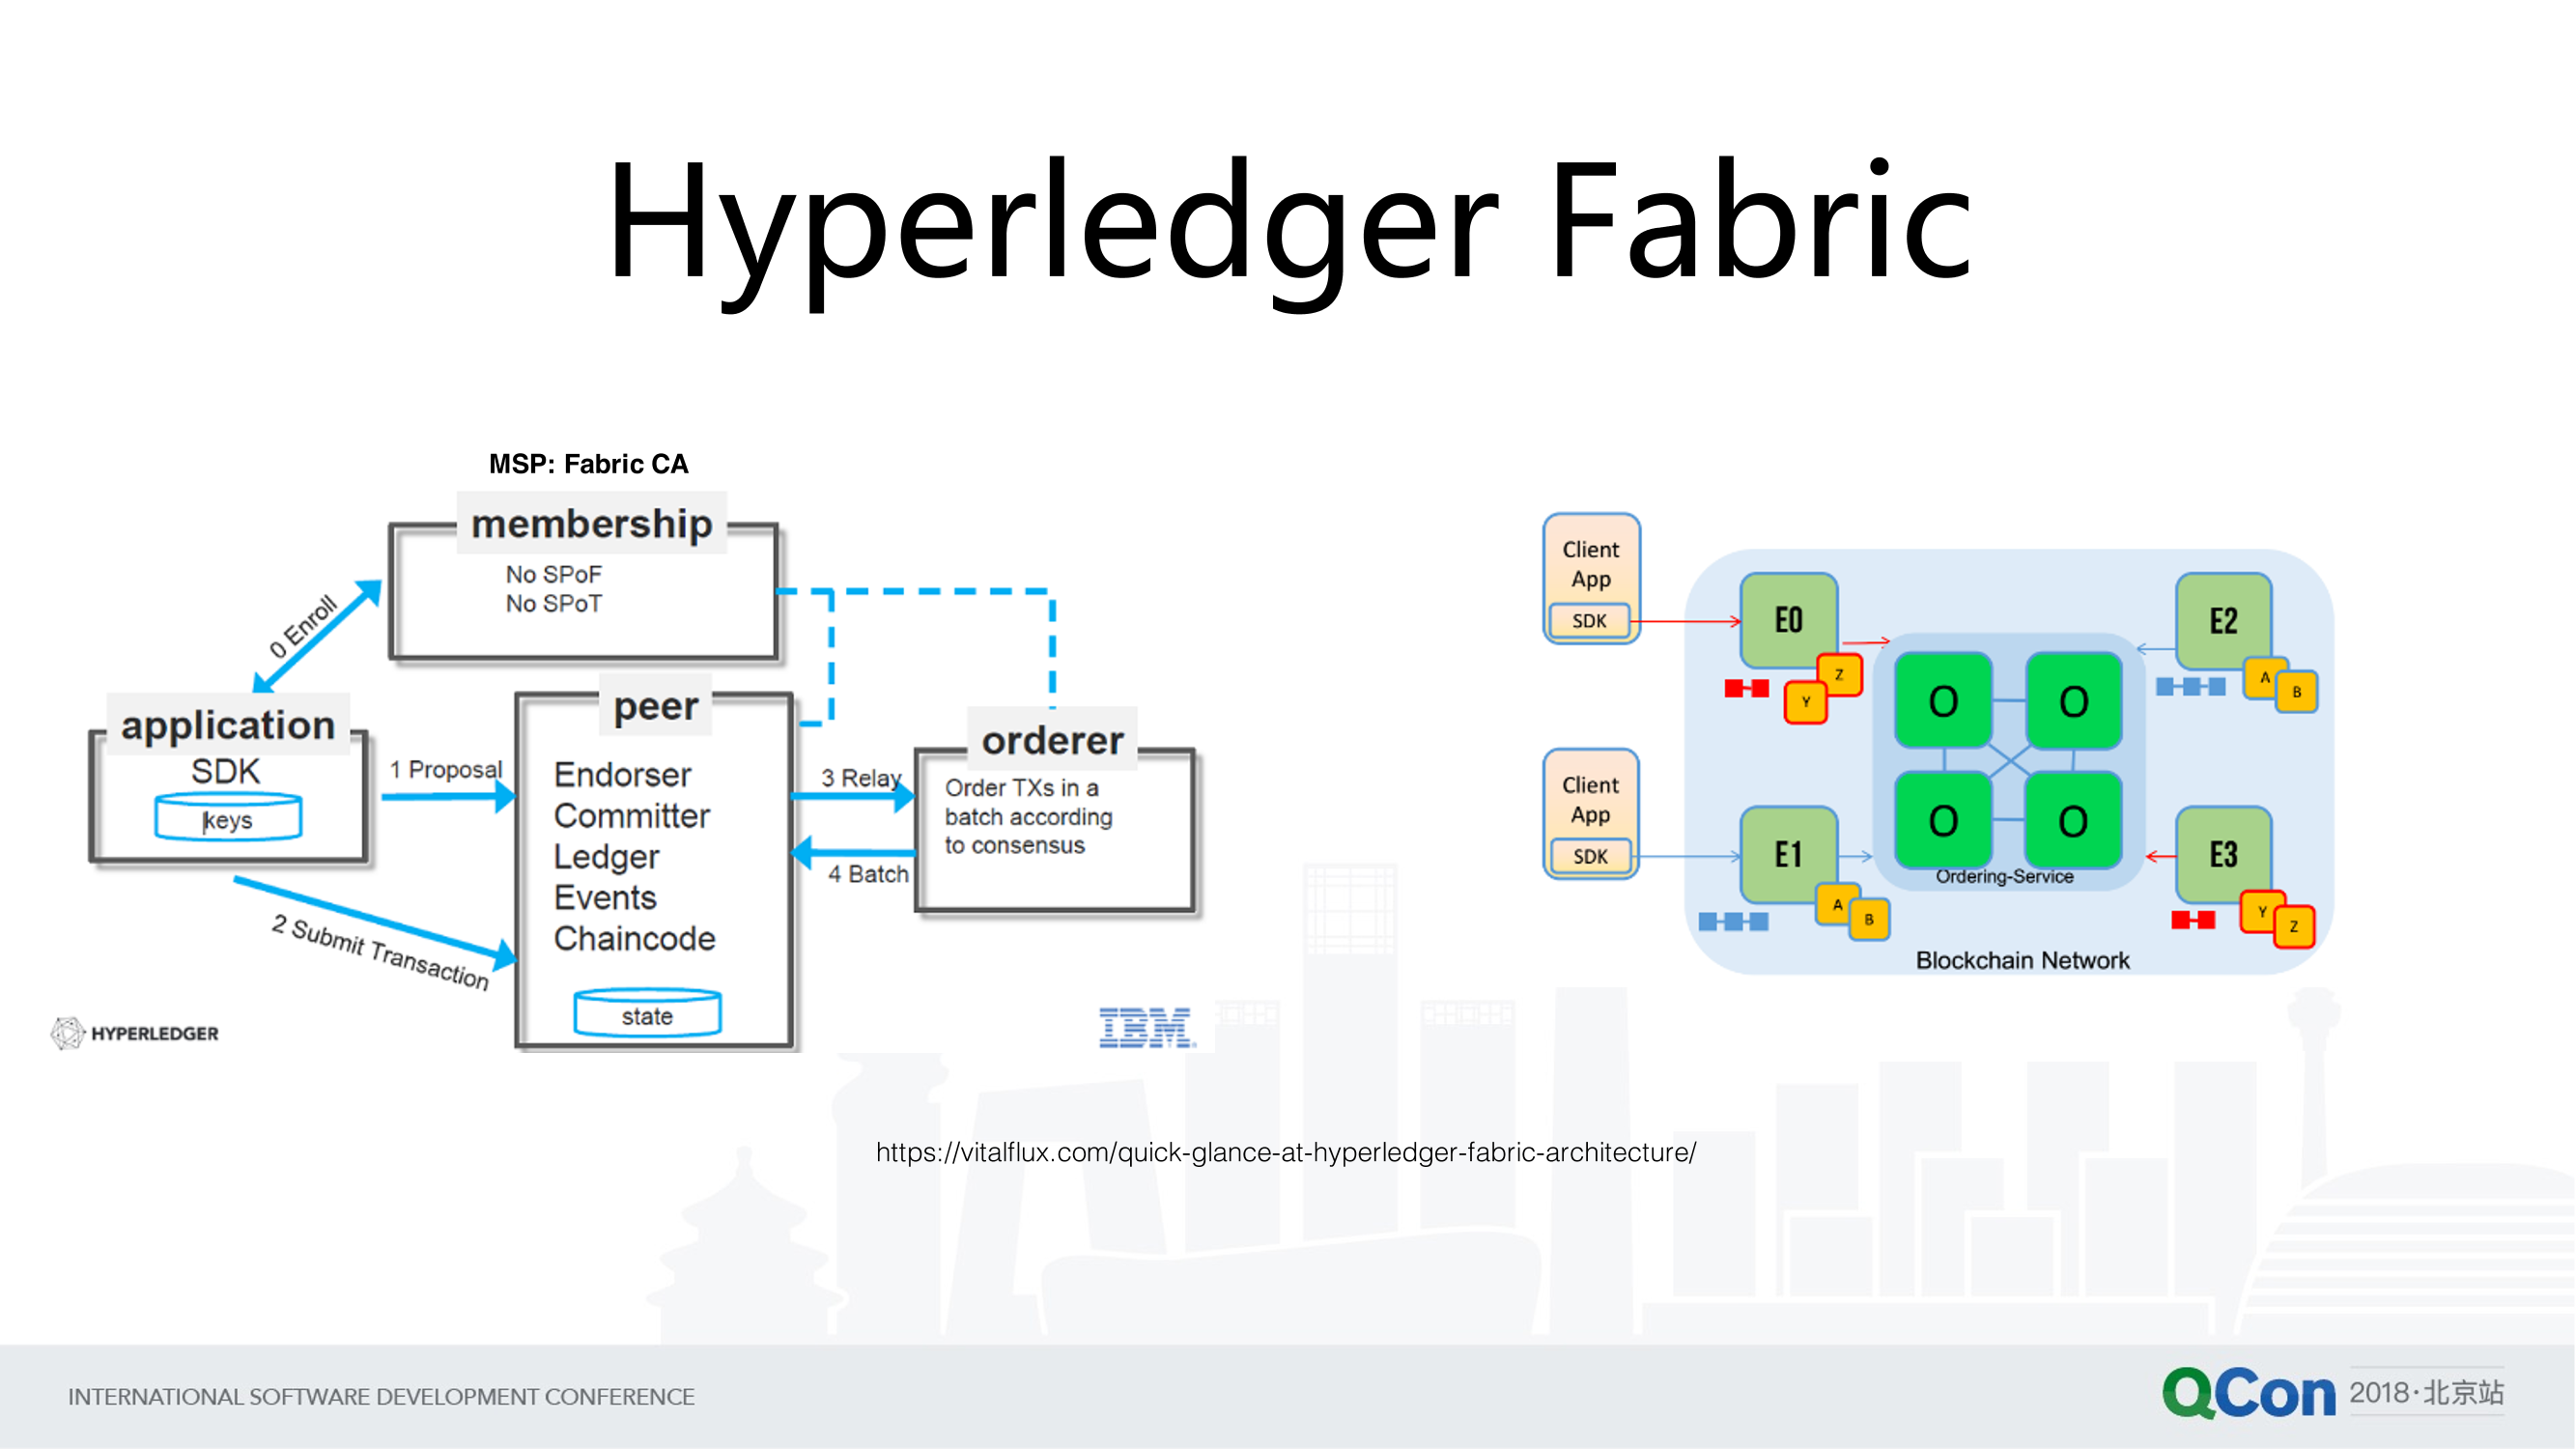 Hyperledger Fabric
MSP: Fabric CA
membership
No SPoF
No SPoT
0 Enroll
application
SDK
keys
1 Proposal
2 Submit Transaction
peer
Endorser
Committer
Ledger
Events
Chaincode
state
3 Relay
4 Batch
orderer
Order TXs in a
batch according
to consensus
HYPERLEDGER
IBM
Client
App
SDK
E0
Z
Y
E2
A
B
O
O
O
O
Ordering-Service
Client
App
SDK
E1
A
B
E3
Y
Z
Blockchain Network
https://vitalflux.com/quick-glance-at-hyperledger-fabric-architecture/
INTERNATIONAL SOFTWARE DEVELOPMENT CONFERENCE
QCon 2018·北京站